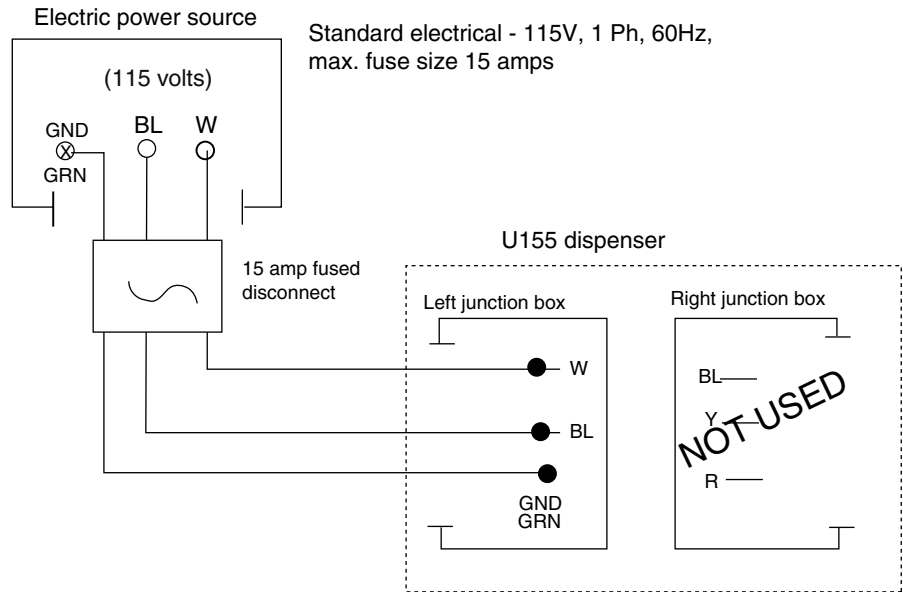 Electric power source
Standard electrical - 115V, 1 Ph, 60Hz,
max. fuse size 15 amps
(115 volts)
GND
BL
W
X
GRN
15 amp fused
disconnect
U155 dispenser
Left junction box
W
BL
GND
GRN
Right junction box
BL
Y
R
NOT USED